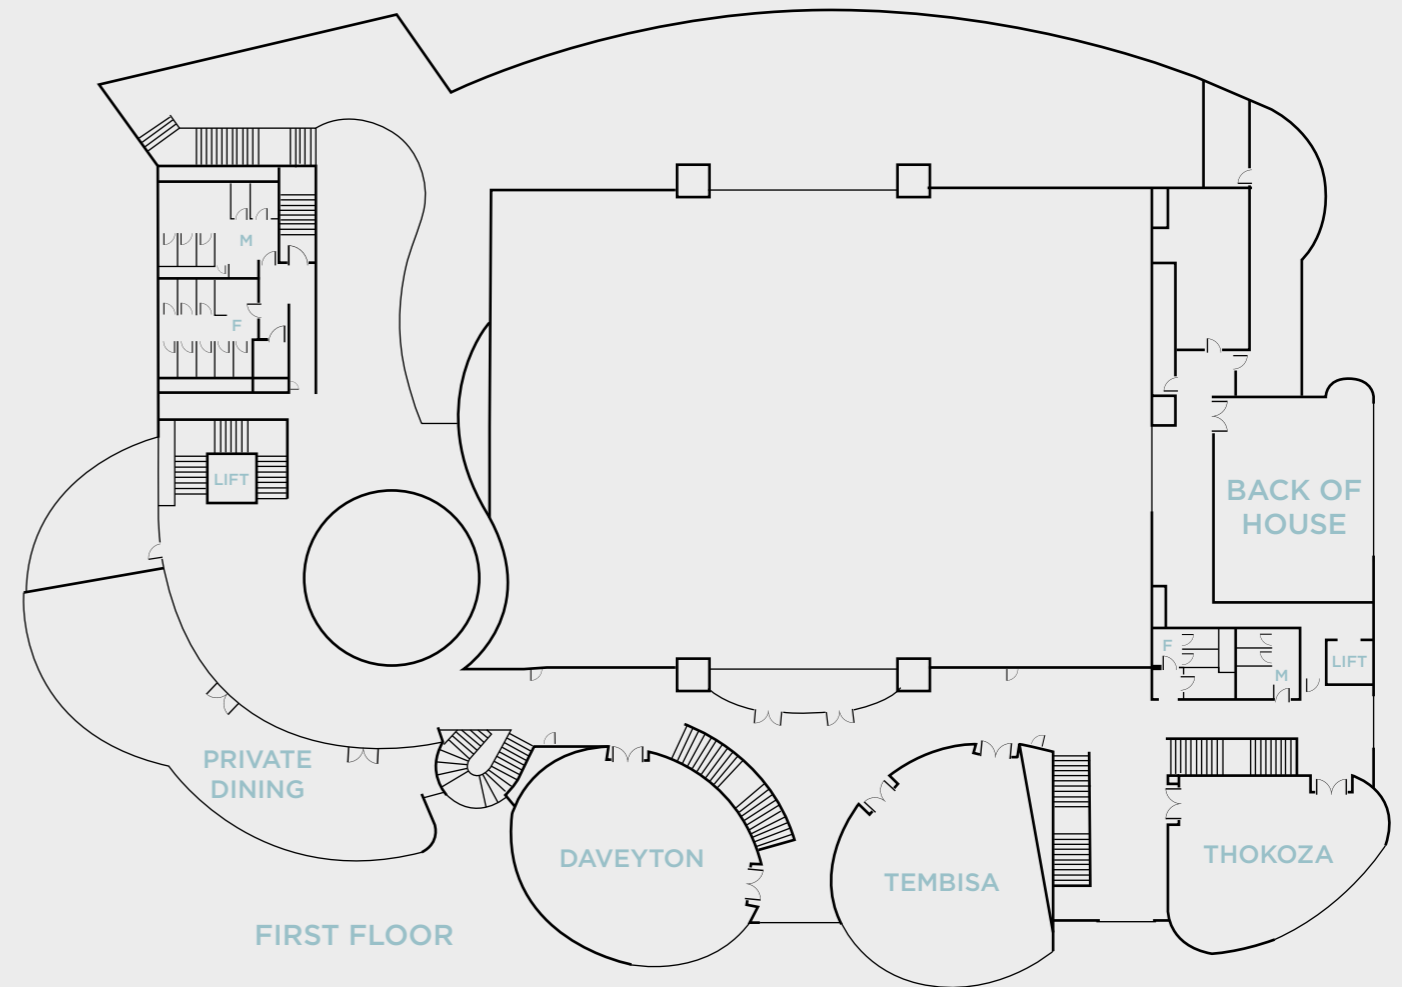 M
F
LIFT
BACK OF
HOUSE
F
M
LIFT
PRIVATE
DINING
DAVEYTON
TEMBISA
THOKOZA
FIRST FLOOR